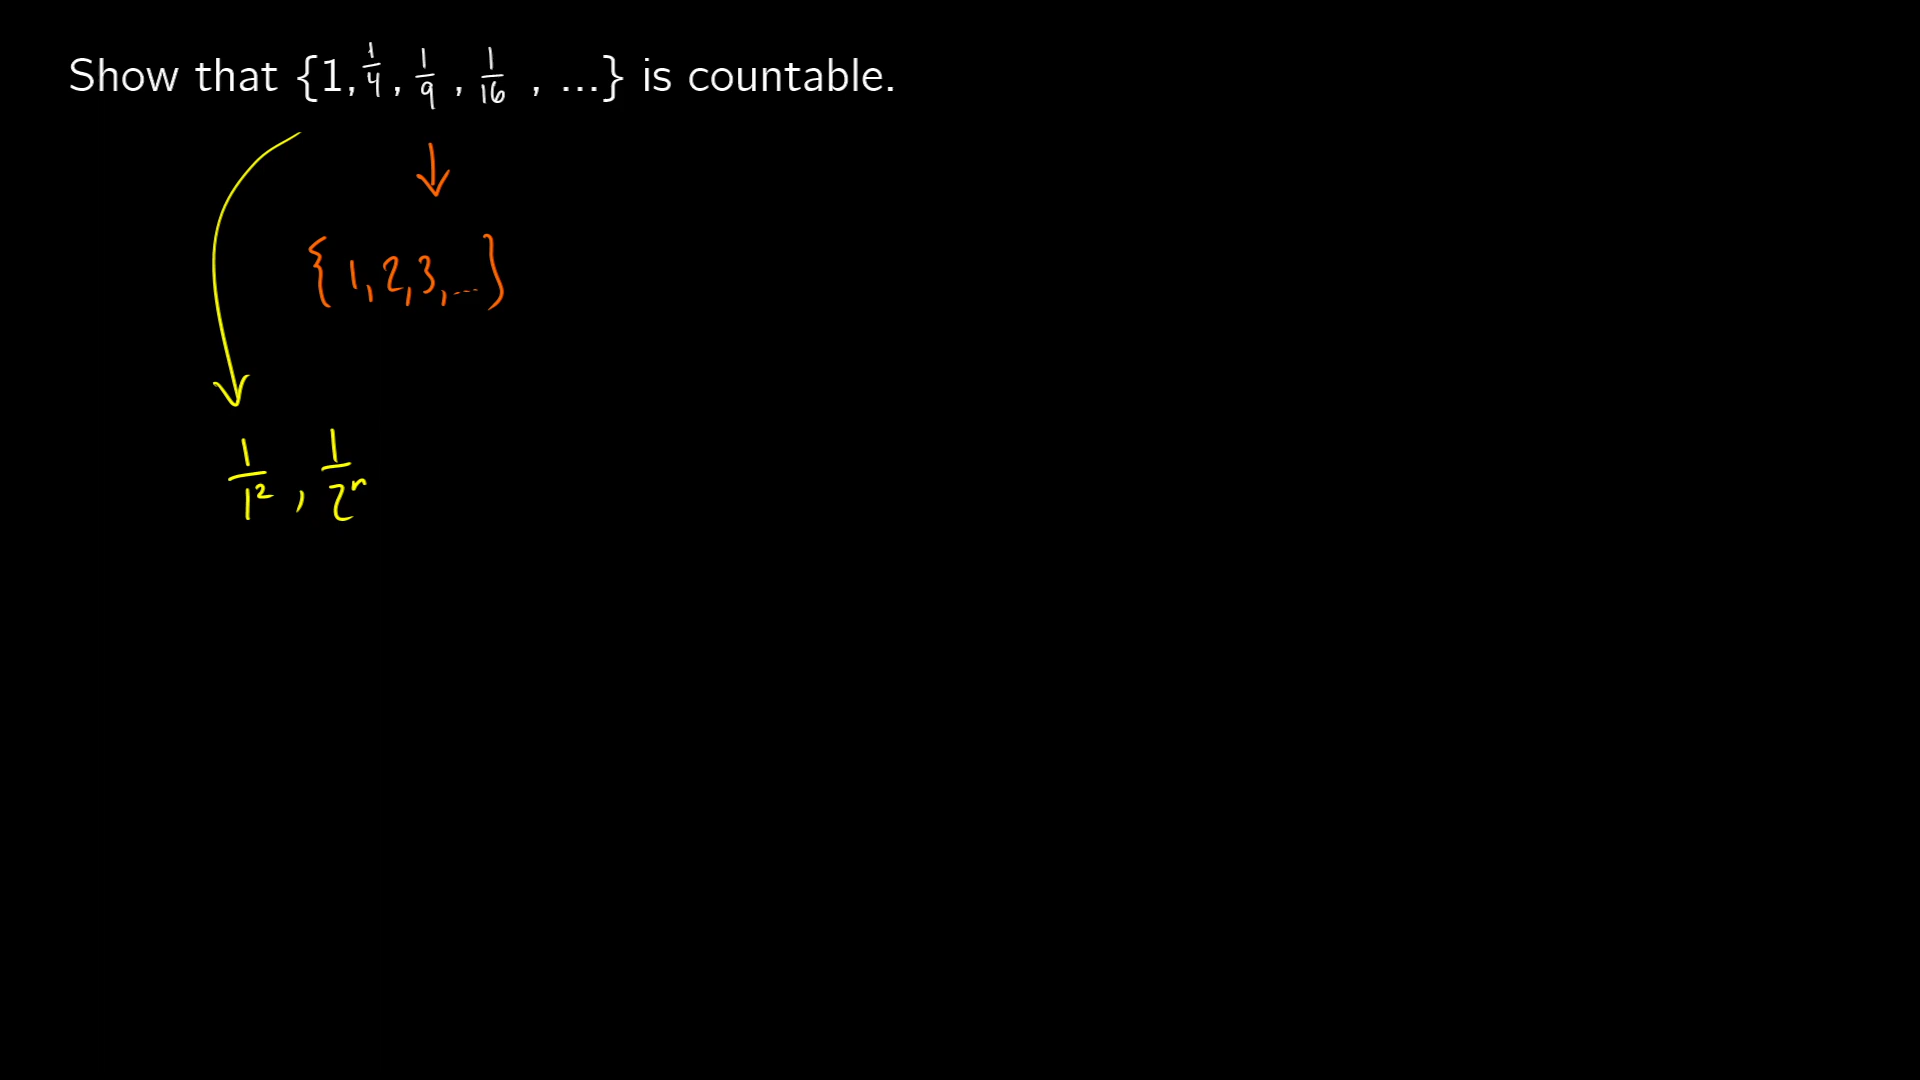 Show that {1, 1/4, 1/9, 1/16, ...} is countable.
{1,2,3,...}
1/1², 1/2ⁿ